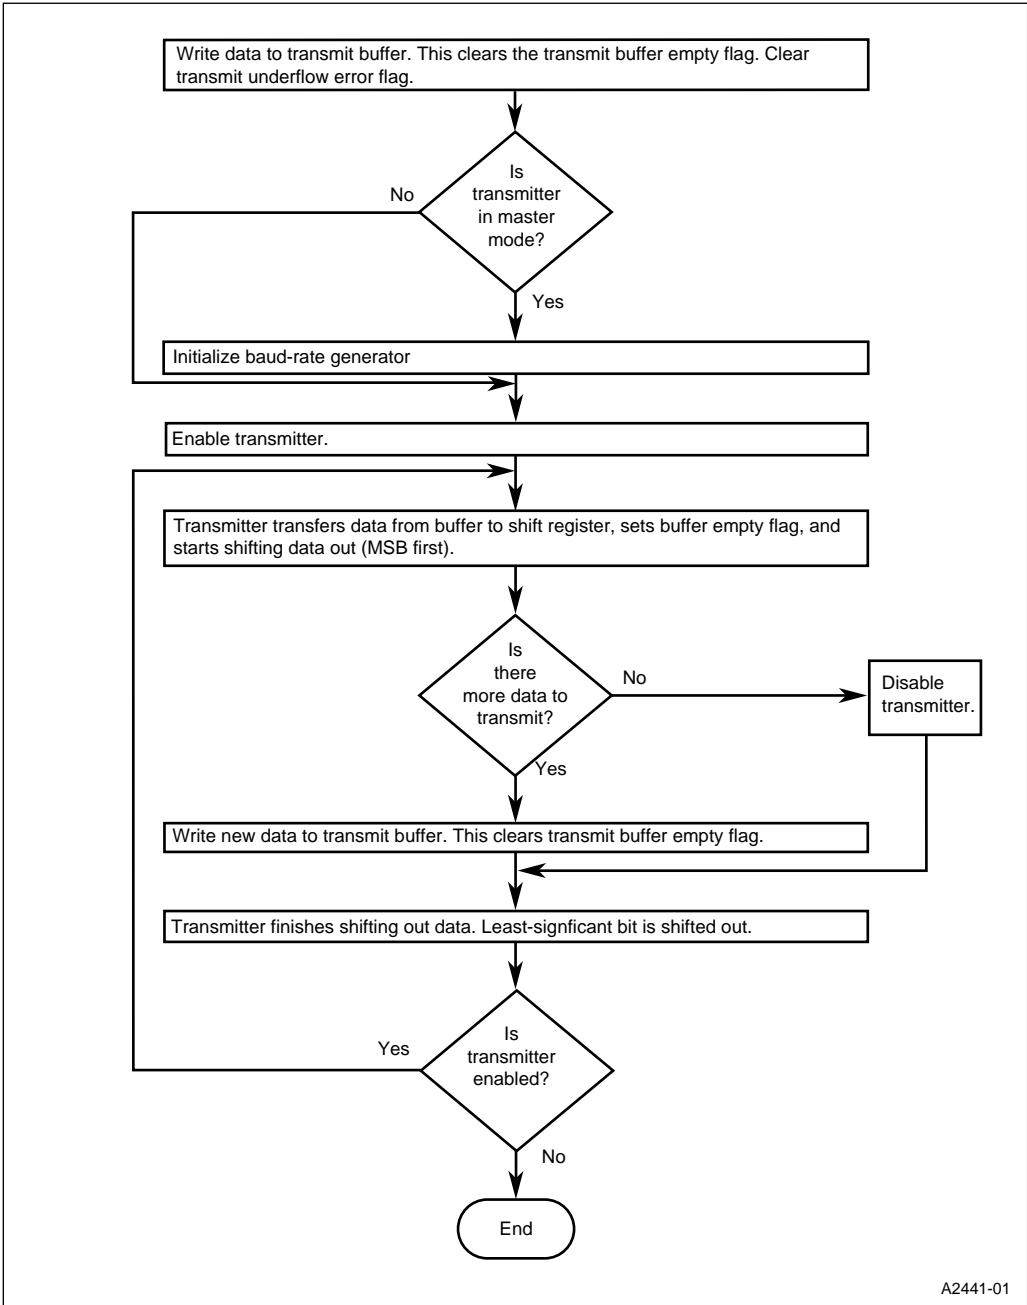 Write data to transmit buffer. This clears the transmit buffer empty flag. Clear
transmit underflow error flag.
Is
transmitter
in master
mode?
No
Yes
Initialize baud-rate generator
Enable transmitter.
Transmitter transfers data from buffer to shift register, sets buffer empty flag, and
starts shifting data out (MSB first).
Is
there
more data to
transmit?
No
Disable
transmitter.
Yes
Write new data to transmit buffer. This clears transmit buffer empty flag.
Transmitter finishes shifting out data. Least-signficant bit is shifted out.
Is
transmitter
enabled?
Yes
No
End
A2441-01